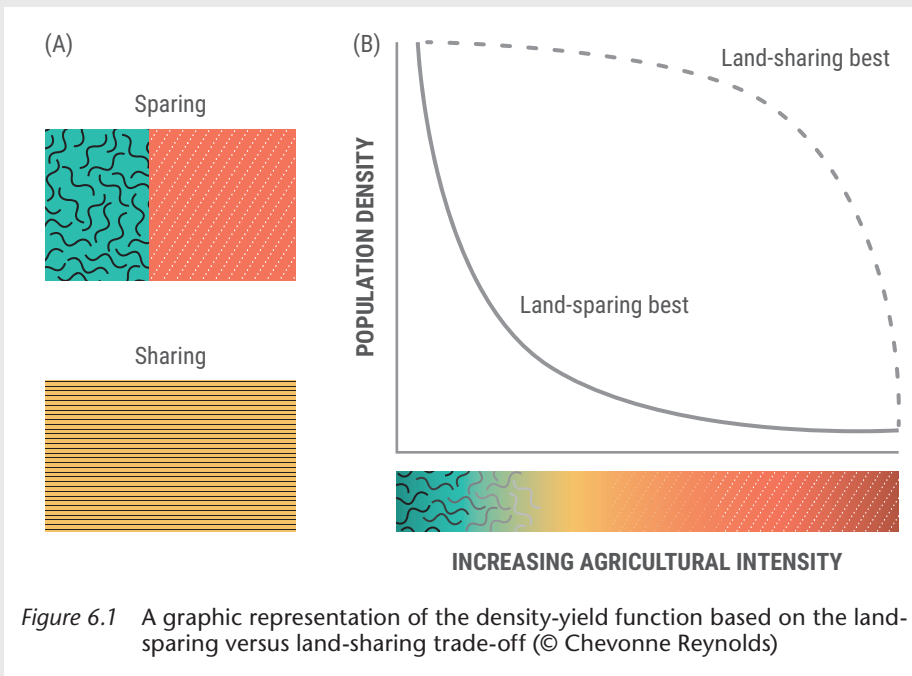 (A)
Sparing
Sharing
(B)
Land-sharing best
POPULATION DENSITY
Land-sparing best
INCREASING AGRICULTURAL INTENSITY
Figure 6.1 A graphic representation of the density-yield function based on the land-
sparing versus land-sharing trade-off (© Chevonne Reynolds)